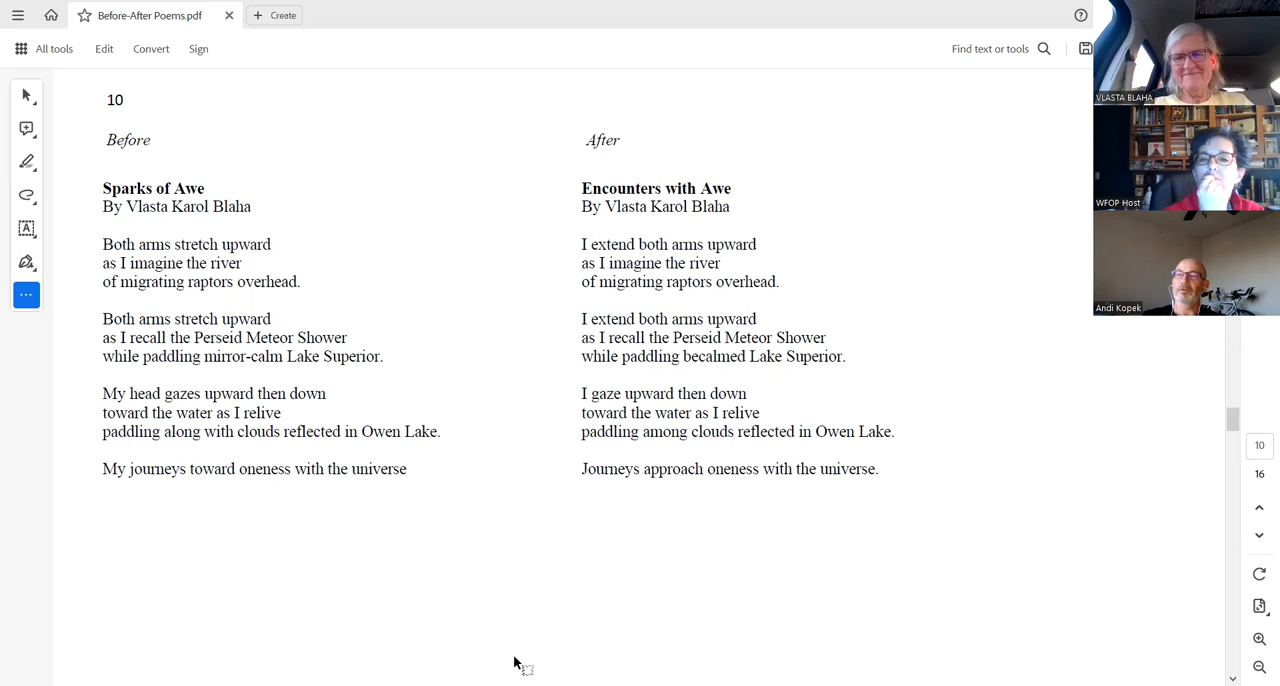 Before-After Poems.pdf
Create
All tools
Edit
Convert
Sign
Find text or tools
10
Before
Sparks of Awe
By Vlasta Karol Blaha
Both arms stretch upward
as I imagine the river
of migrating raptors overhead.
Both arms stretch upward
as I recall the Perseid Meteor Shower
while paddling mirror-calm Lake Superior.
My head gazes upward then down
toward the water as I relive
paddling along with clouds reflected in Owen Lake.
My journeys toward oneness with the universe
After
Encounters with Awe
By Vlasta Karol Blaha
I extend both arms upward
as I imagine the river
of migrating raptors overhead.
I extend both arms upward
as I recall the Perseid Meteor Shower
while paddling becalmed Lake Superior.
I gaze upward then down
toward the water as I relive
paddling among clouds reflected in Owen Lake.
Journeys approach oneness with the universe.
VLASTA BLAHA
WFOP Host
Andi Kopek
10
16